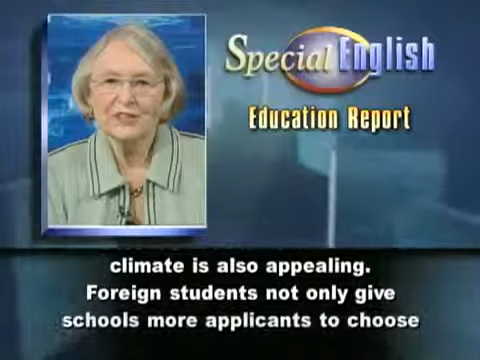 Special English
Education Report
climate is also appealing.
Foreign students not only give
schools more applicants to choose